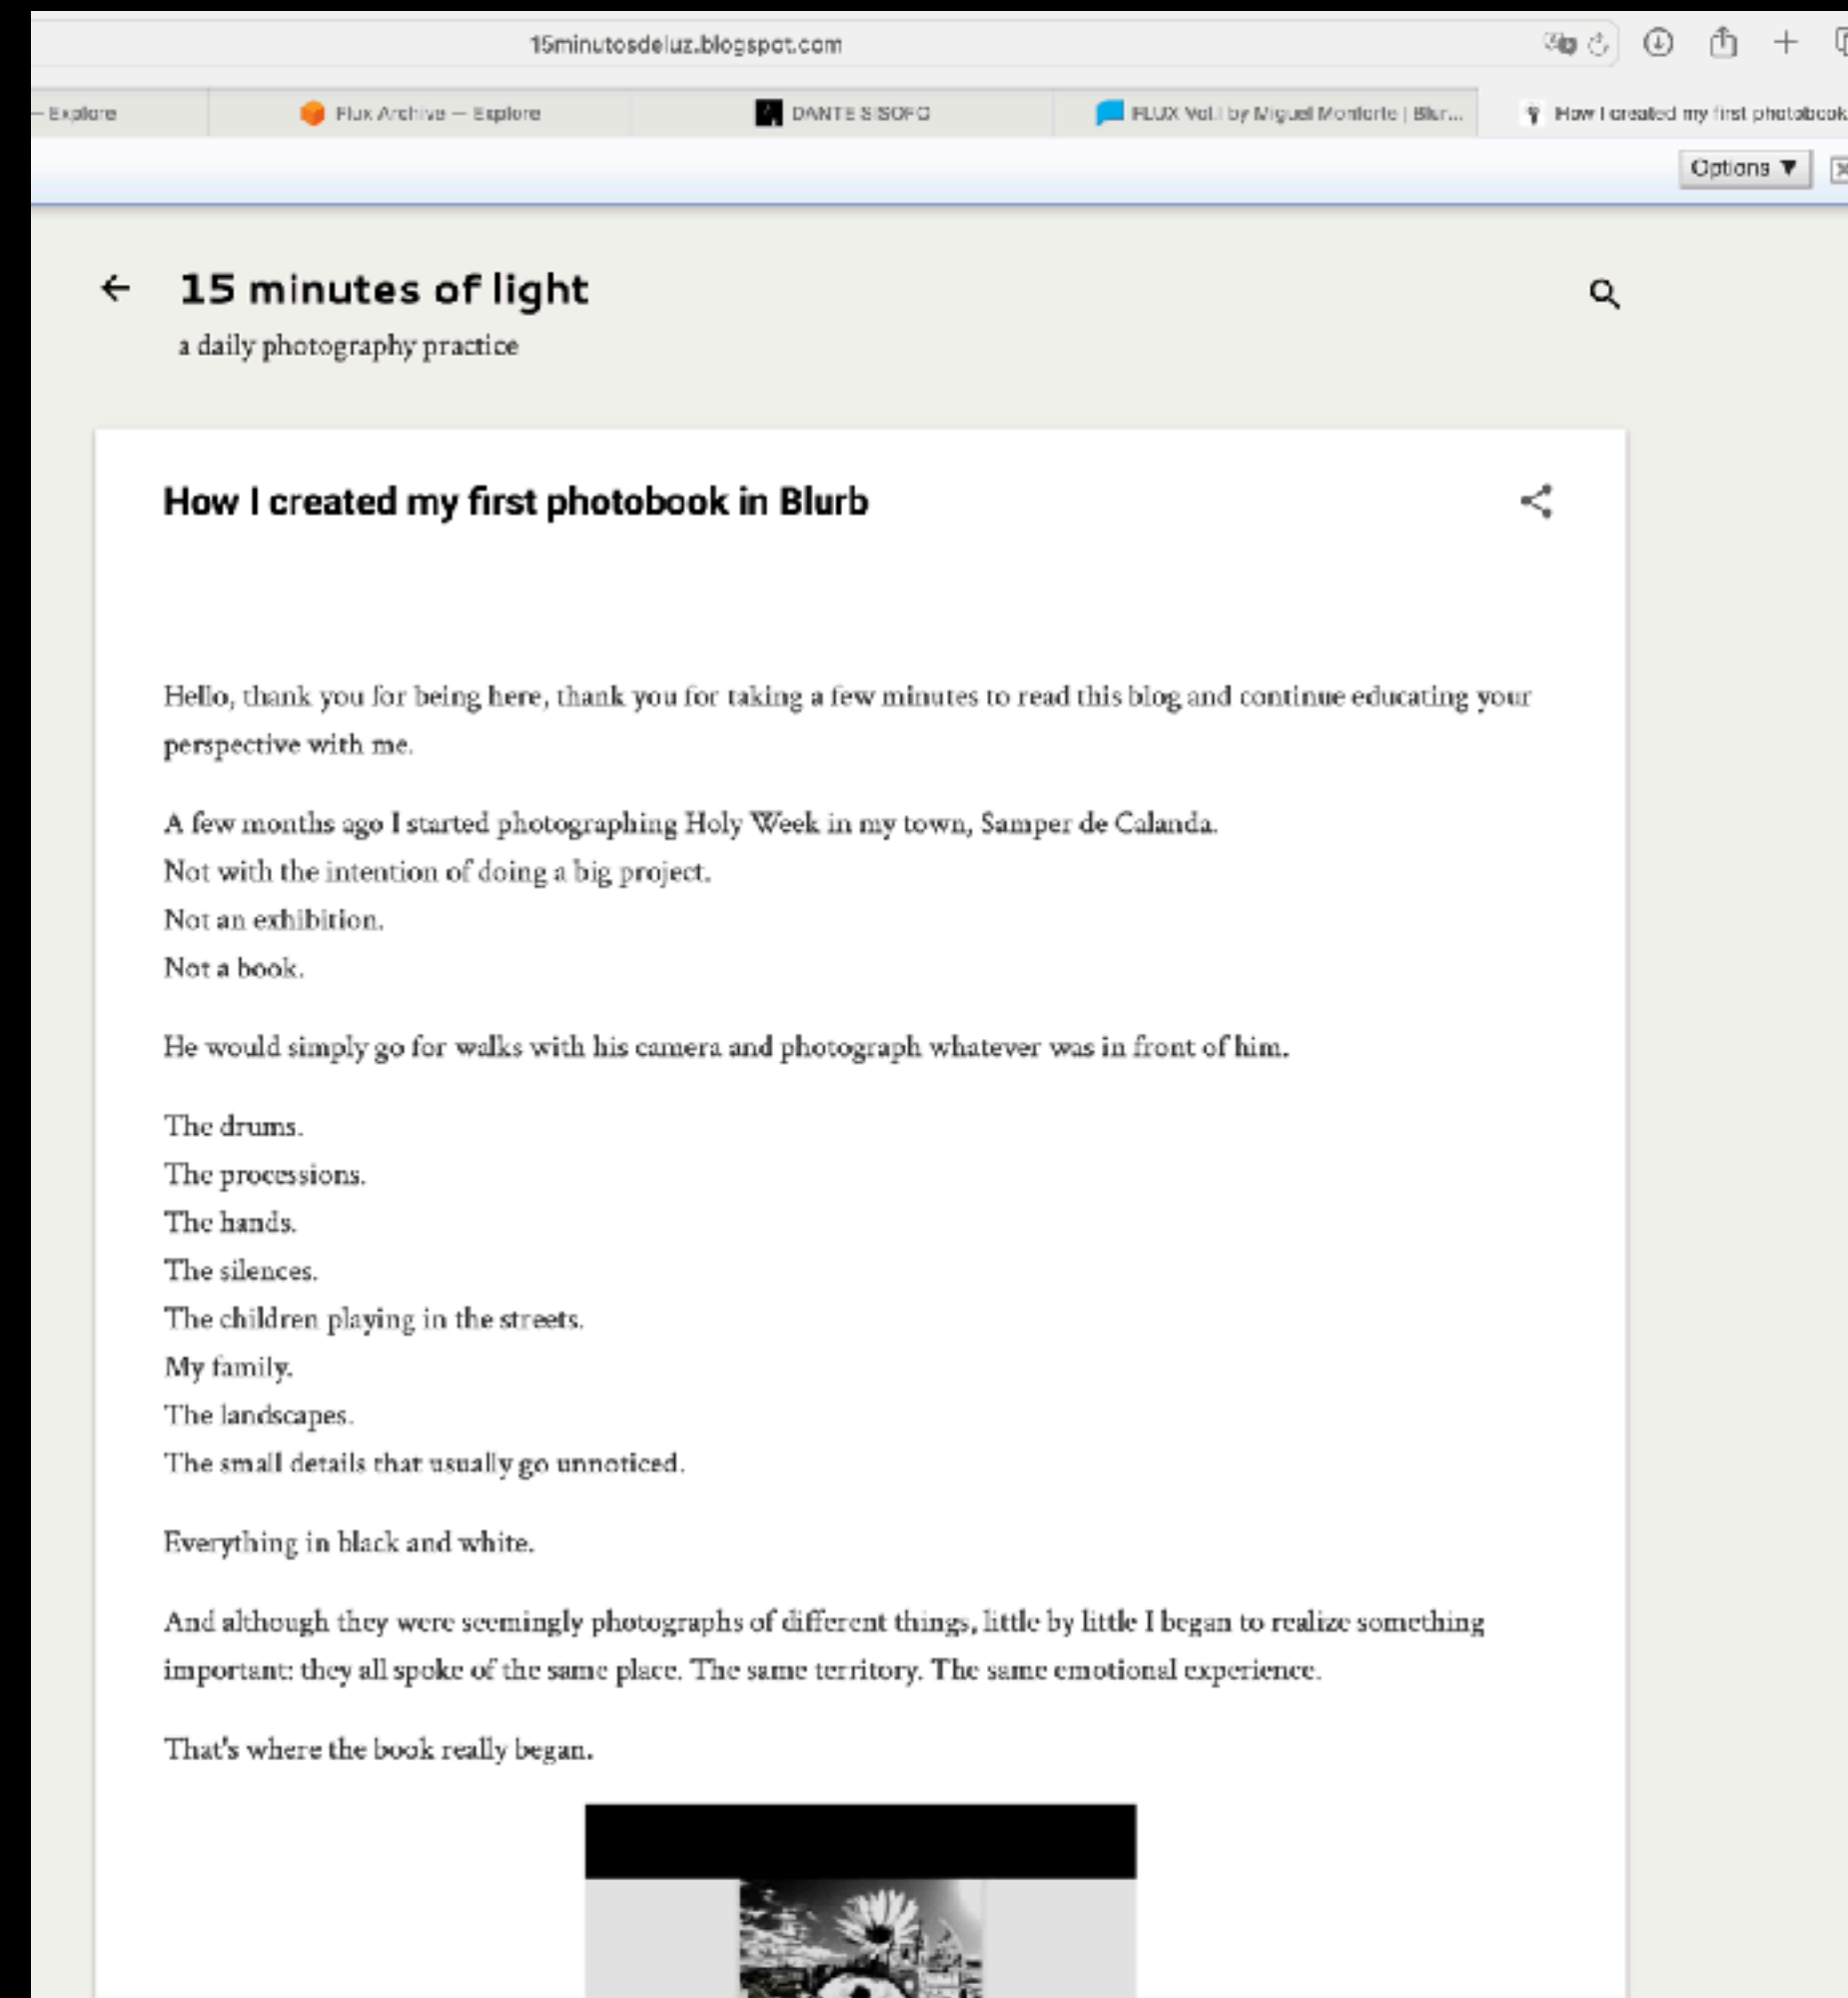 15minutosdeluz.blogspot.com
— Explore
Flux Archive — Explore
DANTE SISOFO
FLUX Vol.I by Miguel Monforte | Blur...
How I created my first photobook
Options ▼
15 minutes of light
a daily photography practice
How I created my first photobook in Blurb
Hello, thank you for being here, thank you for taking a few minutes to read this blog and continue educating your
perspective with me.
A few months ago I started photographing Holy Week in my town, Samper de Calanda.
Not with the intention of doing a big project.
Not an exhibition.
Not a book.
He would simply go for walks with his camera and photograph whatever was in front of him.
The drums.
The processions.
The hands.
The silences.
The children playing in the streets.
My family.
The landscapes.
The small details that usually go unnoticed.
Everything in black and white.
And although they were seemingly photographs of different things, little by little I began to realize something
important: they all spoke of the same place. The same territory. The same emotional experience.
That's where the book really began.